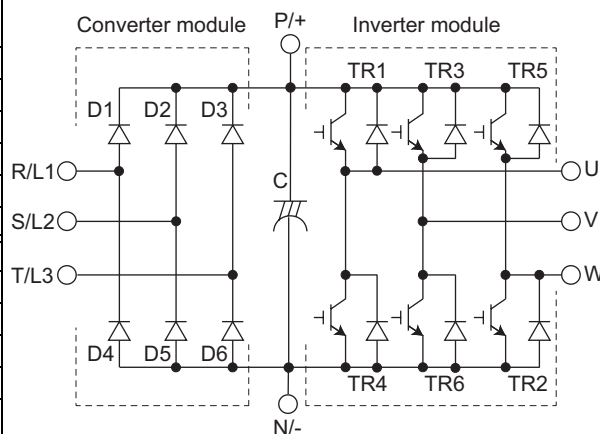 P/+
Converter module
Inverter module
TR1 TR3 TR5
D1 D2 D3
R/L1
U
C
S/L2
V
T/L3
W
D4 D5 D6
TR4 TR6 TR2
N/-